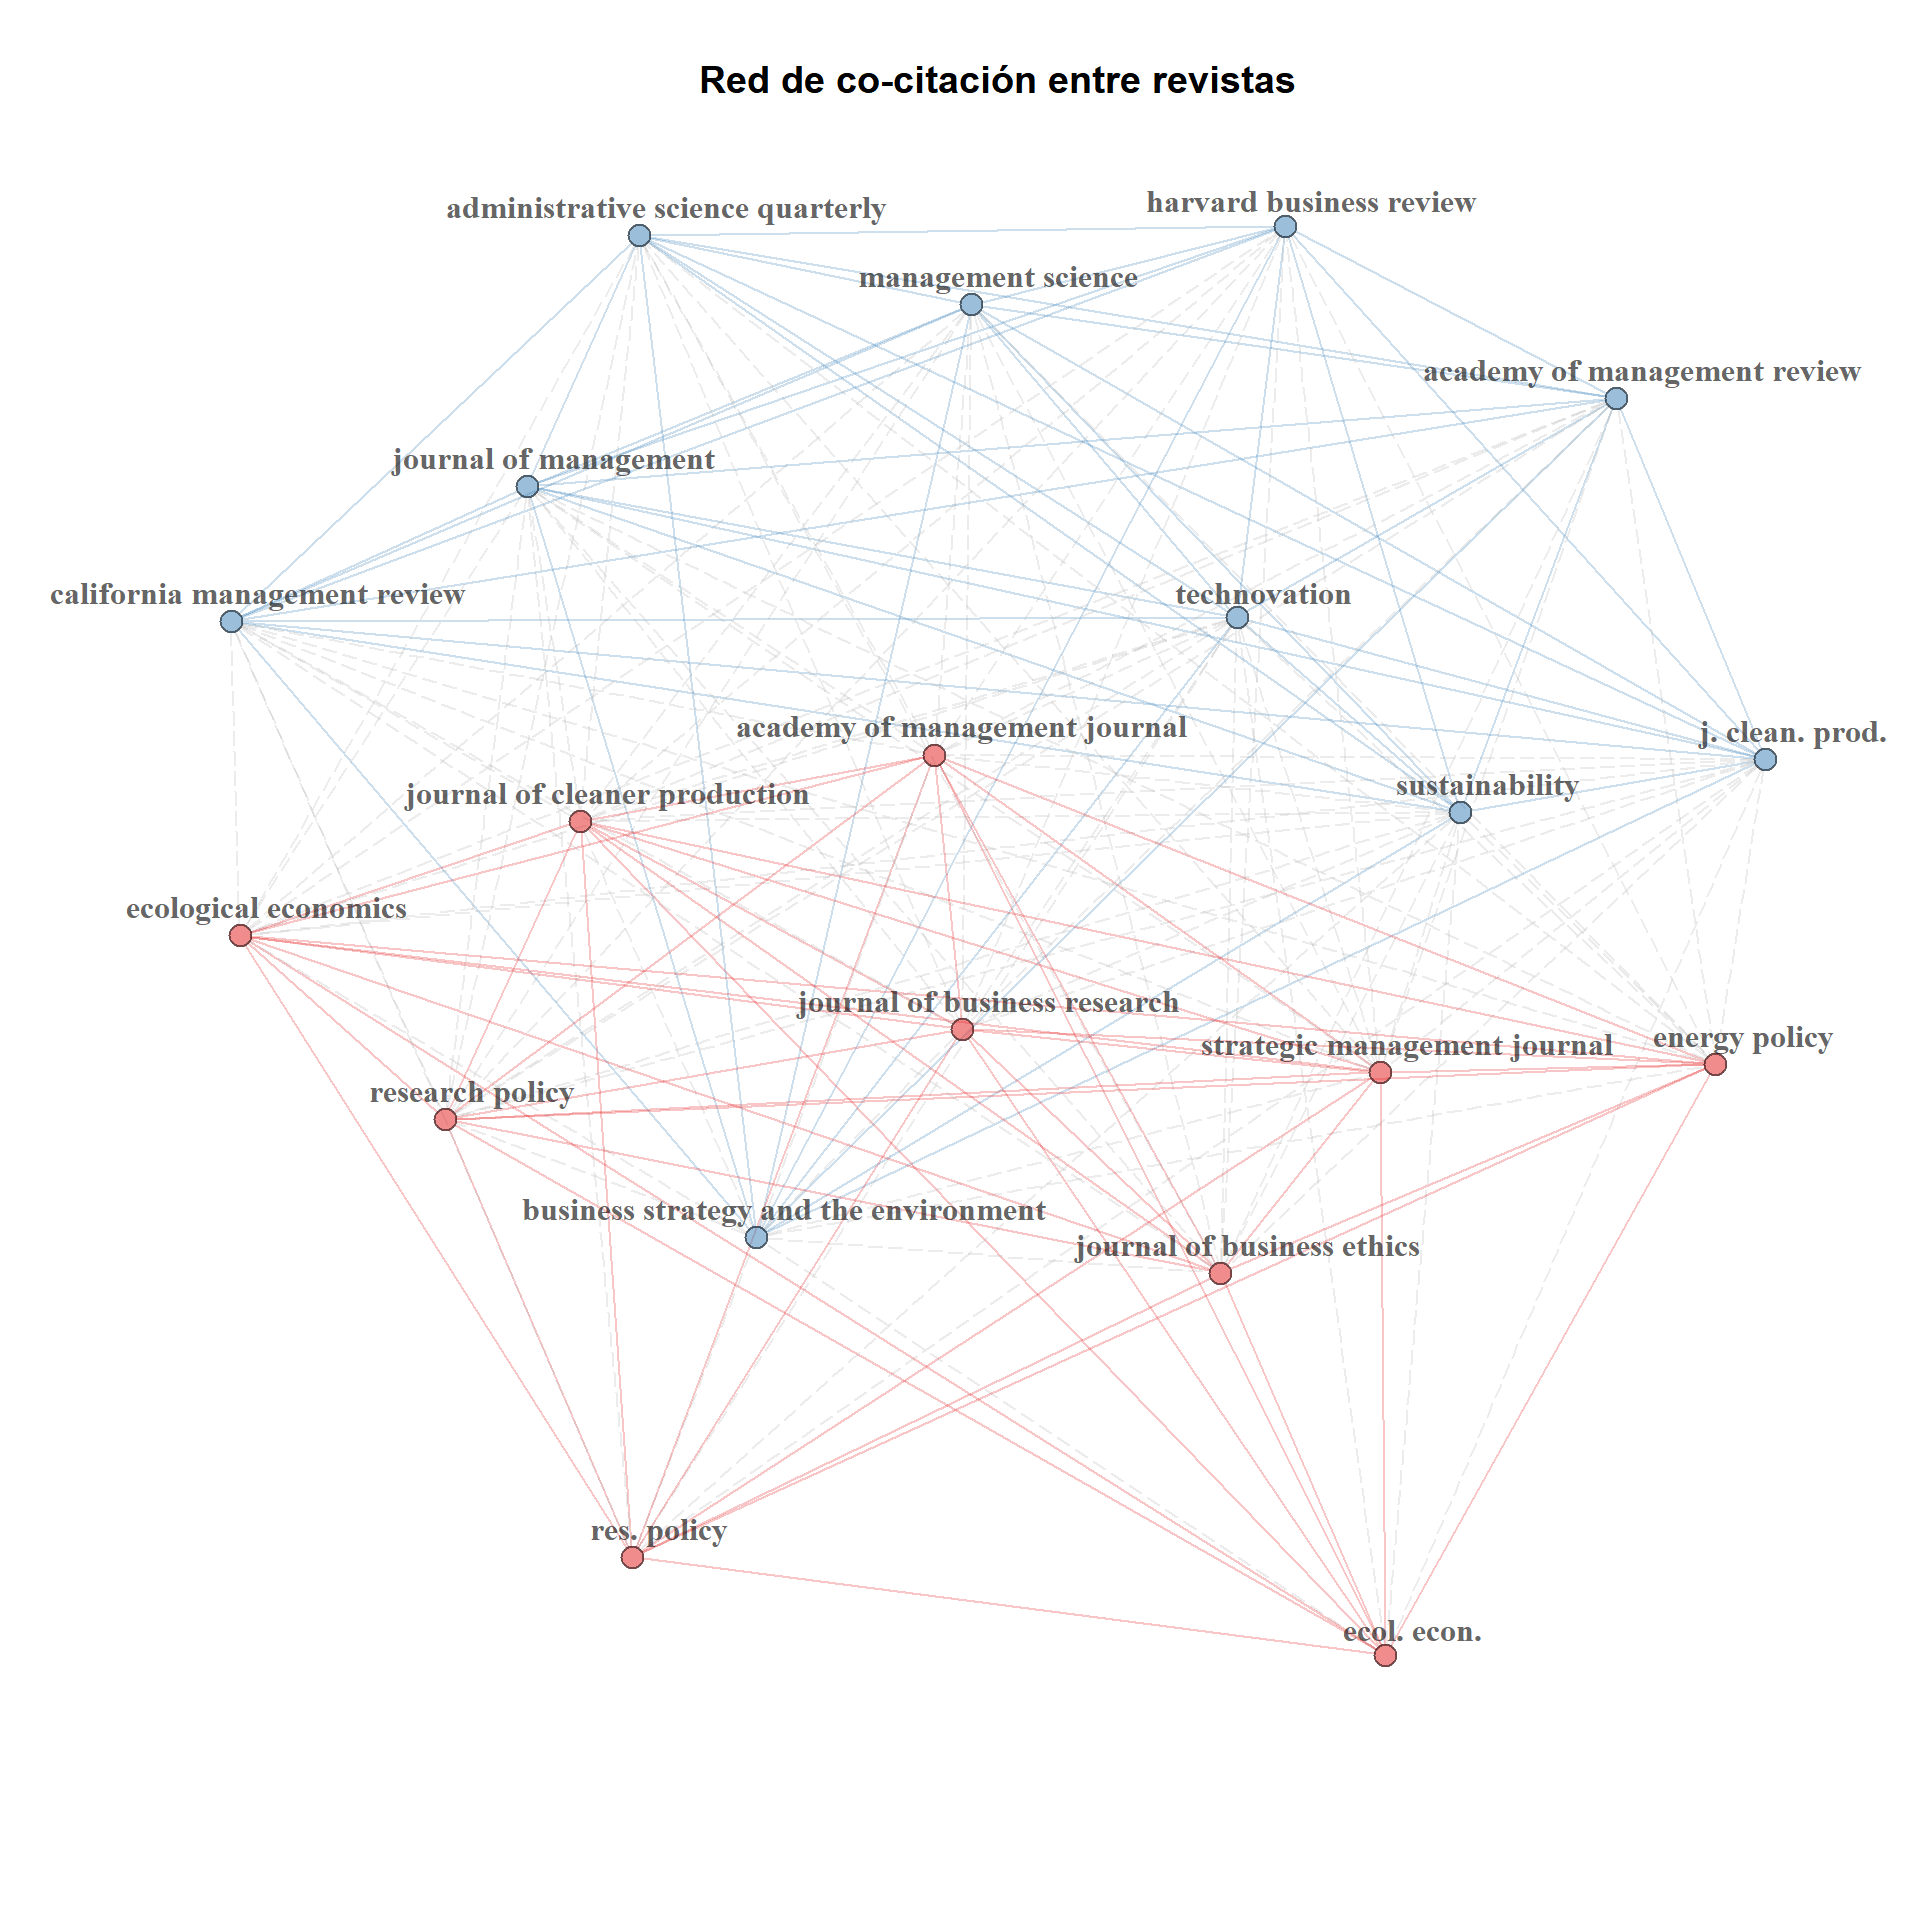 Red de co-citación entre revistas
administrative science quarterly
harvard business review
management science
academy of management review
journal of management
california management review
technovation
academy of management journal
j. clean. prod.
journal of cleaner production
sustainability
ecological economics
journal of business research
strategic management journal
energy policy
research policy
business strategy and the environment
journal of business ethics
res. policy
ecol. econ.